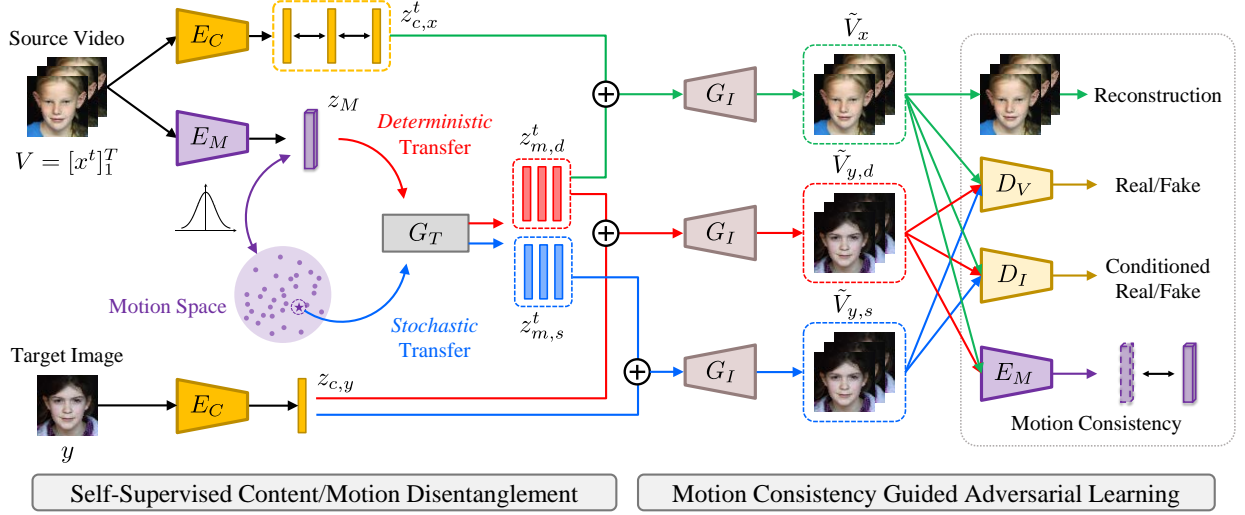 Source Video
V = [x^t]_1^T
E_C
z^t_{c,x}
E_M
z_M
Deterministic
Transfer
G_T
z^t_{m,d}
z^t_{m,s}
Motion Space
Stochastic
Transfer
Target Image
y
E_C
z_{c,y}
G_I
G_I
G_I
Ṽ_x
Ṽ_{y,d}
Ṽ_{y,s}
Reconstruction
D_V
Real/Fake
D_I
Conditioned
Real/Fake
E_M
Motion Consistency
Self-Supervised Content/Motion Disentanglement
Motion Consistency Guided Adversarial Learning